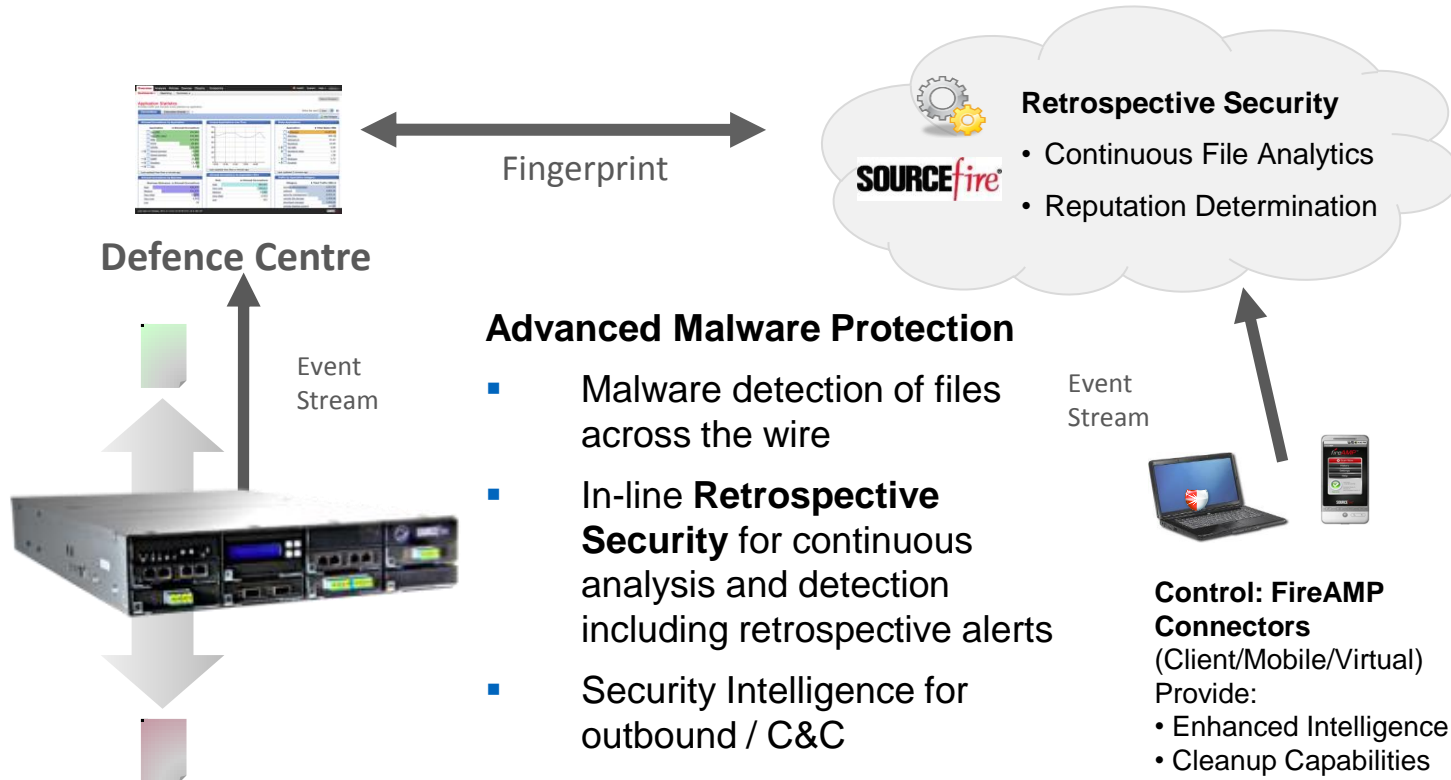 Retrospective Security
• Continuous File Analytics
• Reputation Determination
SOURCEfire®
Fingerprint
Defence Centre
Event
Stream
Advanced Malware Protection
▪ Malware detection of files
across the wire
▪ In-line Retrospective
Security for continuous
analysis and detection
including retrospective alerts
▪ Security Intelligence for
outbound / C&C
Event
Stream
Control: FireAMP
Connectors
(Client/Mobile/Virtual)
Provide:
• Enhanced Intelligence
• Cleanup Capabilities
Application Statistics